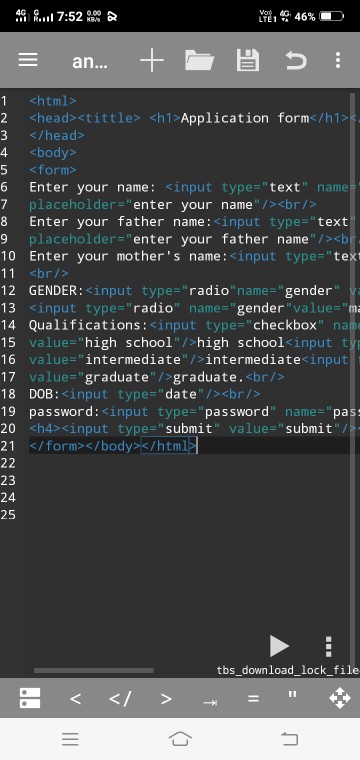 4G G 7:52 0.00 KB/s VoLTE1 4G 46%
an...
1 <html>
2 <head><tittle> <h1>Application form</h1><
3 </head>
4 <body>
5 <form>
6 Enter your name: <input type="text" name=
7 placeholder="enter your name"/><br/>
8 Enter your father name:<input type="text"
9 placeholder="enter your father name"/><br
10 Enter your mother's name:<input type="text
11 <br/>
12 GENDER:<input type="radio"name="gender" va
13 <input type="radio" name="gender"value="ma
14 Qualifications:<input type="checkbox" name
15 value="high school"/>high school<input typ
16 value="intermediate"/>intermediate<input t
17 value="graduate"/>graduate.<br/>
18 DOB:<input type="date"/><br/>
19 password:<input type="password" name="pass
20 <h4><input type="submit" value="submit"/><
21 </form></body></html>
22
23
24
25
tbs_download_lock_file
< </ > = "